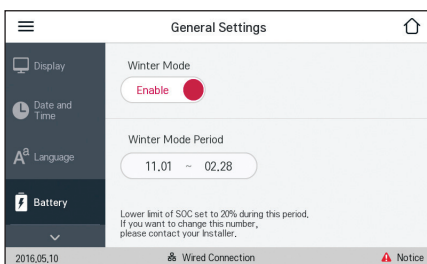 General Settings
Display
Date and
Time
Aª Language
Battery
Winter Mode
Enable
Winter Mode Period
11.01 ~ 02.28
Lower limit of SOC set to 20% during this period.
If you want to change this number,
please contact your Installer.
2016.05.10
Wired Connection
Notice